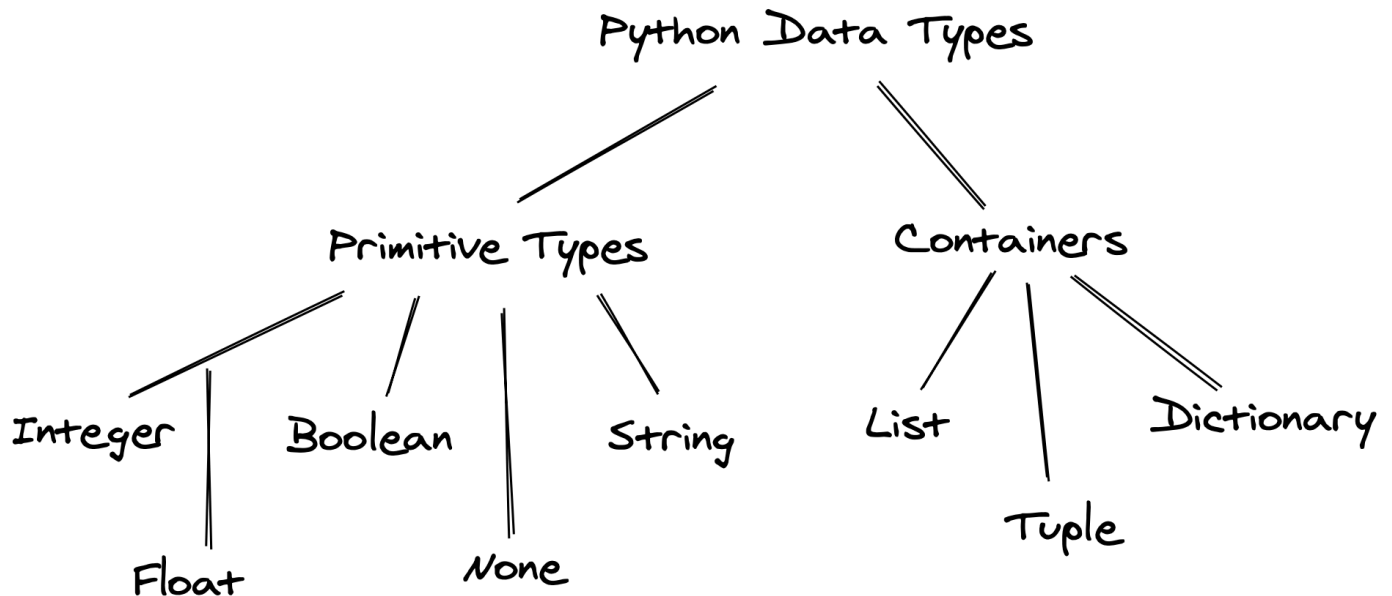 Python Data Types
Primitive Types
Containers
Integer
Boolean
String
List
Dictionary
Float
None
Tuple